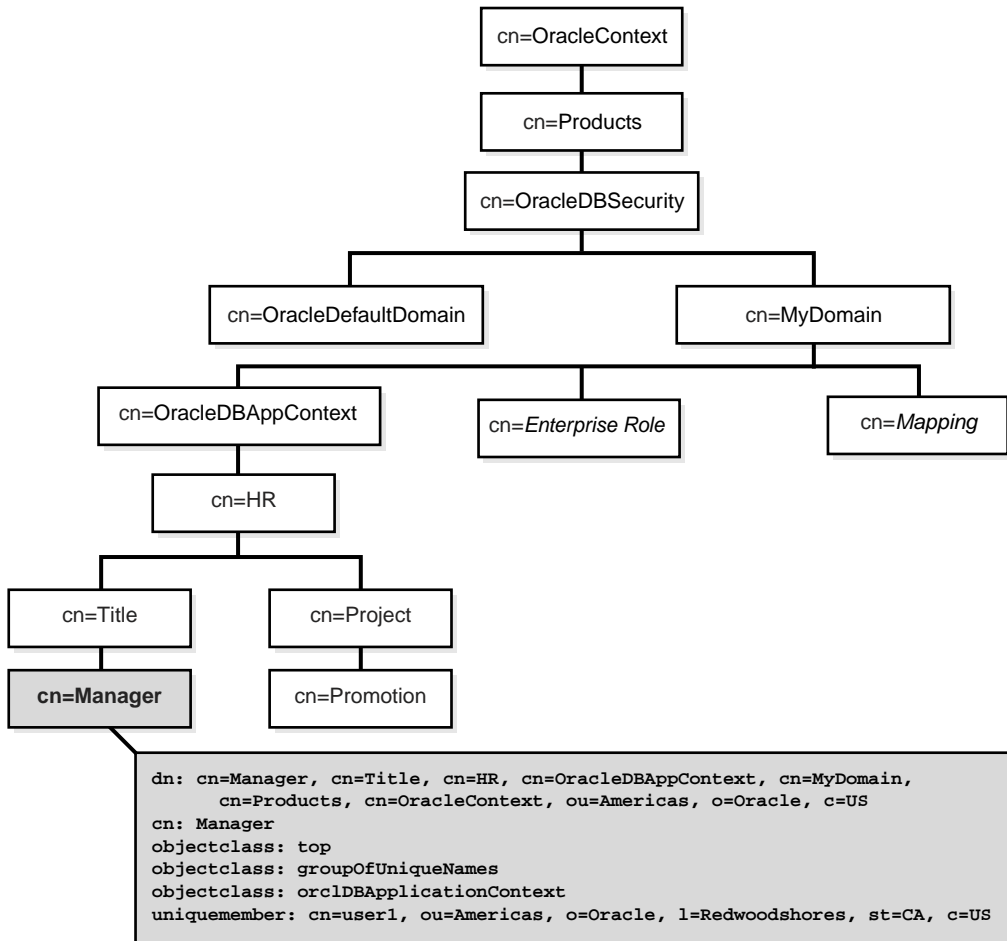 cn=OracleContext
cn=Products
cn=OracleDBSecurity
cn=OracleDefaultDomain
cn=MyDomain
cn=OracleDBAppContext
cn=Enterprise Role
cn=Mapping
cn=HR
cn=Title
cn=Project
cn=Manager
cn=Promotion
dn: cn=Manager, cn=Title, cn=HR, cn=OracleDBAppContext, cn=MyDomain,
cn=Products, cn=OracleContext, ou=Americas, o=Oracle, c=US
cn: Manager
objectclass: top
objectclass: groupOfUniqueNames
objectclass: orclDBApplicationContext
uniquemember: cn=user1, ou=Americas, o=Oracle, l=Redwoodshores, st=CA, c=US